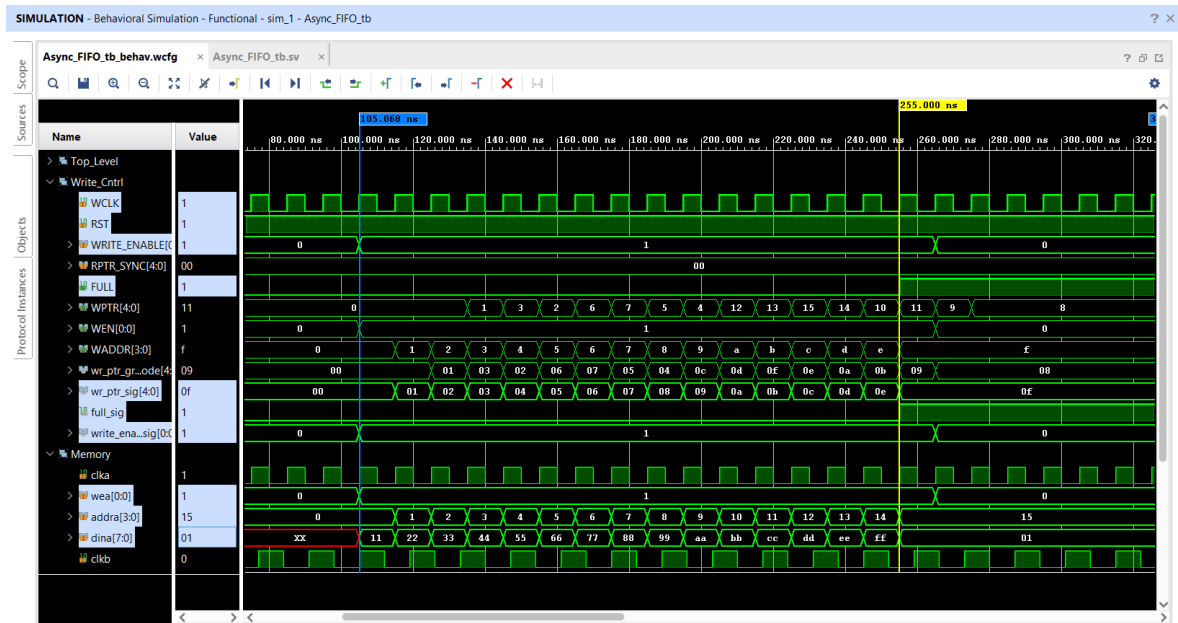 SIMULATION - Behavioral Simulation - Functional - sim_1 - Async_FIFO_tb ? ×
Async_FIFO_tb_behav.wcfg × Async_FIFO_tb.sv × ?
Scope
Sources
Objects
Protocol Instances
255.000 ns
105.068 ns 3
Name Value
80.000 ns 100.000 ns 120.000 ns 140.000 ns 160.000 ns 180.000 ns 200.000 ns 220.000 ns 240.000 ns 260.000 ns 280.000 ns 300.000 ns 320.
Top_Level
Write_Cntrl
WCLK 1
RST 1
WRITE_ENABLE[0 1 0 1 0
RPTR_SYNC[4:0] 00 00
FULL 1
WPTR[4:0] 11 0 1 3 2 6 7 5 4 12 13 15 14 10 11 9 8
WEN[0:0] 1 0 1 0
WADDR[3:0] f 0 1 2 3 4 5 6 7 8 9 a b c d e f
wr_ptr_gr...ode[4: 09 00 01 03 02 06 07 05 04 0c 0d 0f 0e 0a 0b 09 08
wr_ptr_sig[4:0] 0f 00 01 02 03 04 05 06 07 08 09 0a 0b 0c 0d 0e 0f
full_sig 1
write_ena...sig[0:0 1 0 1 0
Memory
clka 1
wea[0:0] 1 0 1 0
addra[3:0] 15 0 1 2 3 4 5 6 7 8 9 10 11 12 13 14 15
dina[7:0] 01 XX 11 22 33 44 55 66 77 88 99 aa bb cc dd ee ff 01
clkb 0